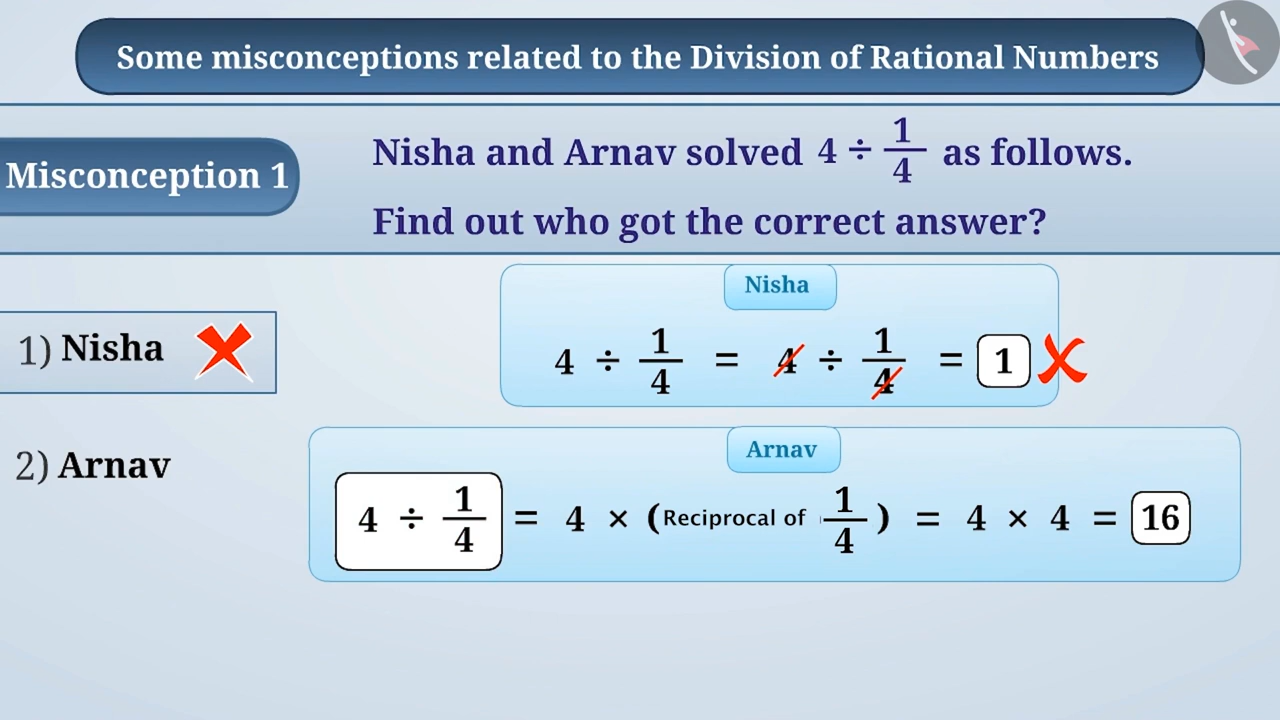 Some misconceptions related to the Division of Rational Numbers
Misconception 1
Nisha and Arnav solved 4 ÷ 1/4 as follows.
Find out who got the correct answer?
1) Nisha
Nisha
4 ÷ 1/4 = 4 ÷ 1/4 = 1
2) Arnav
Arnav
4 ÷ 1/4 = 4 × (Reciprocal of 1/4) = 4 × 4 = 16